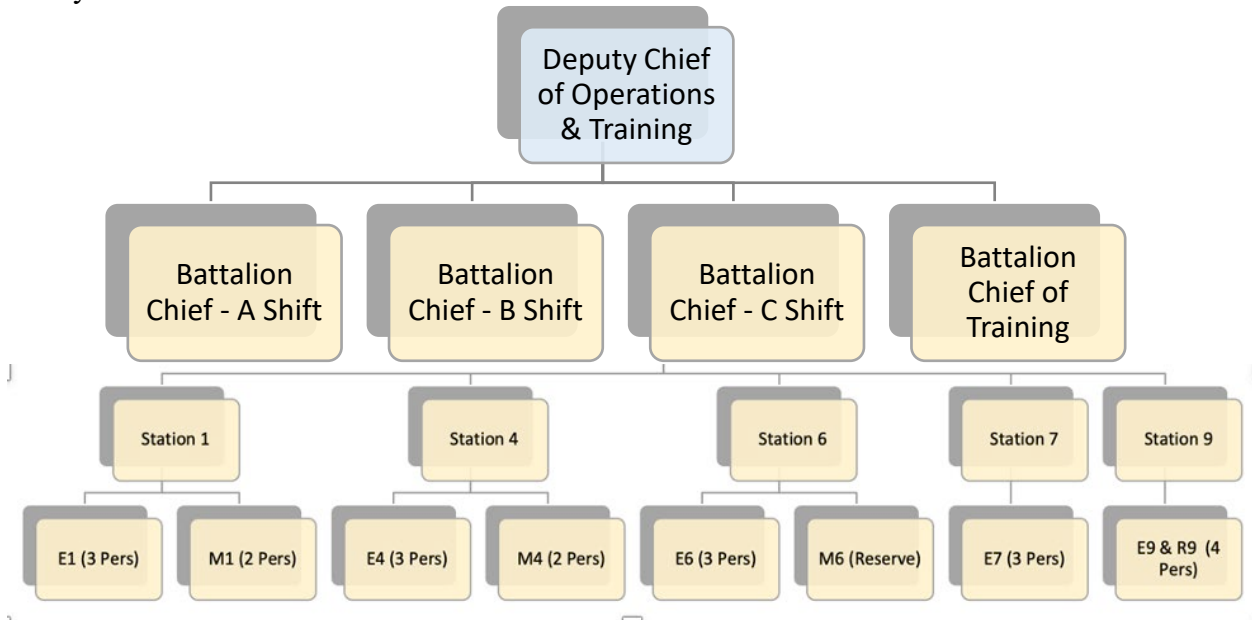 Deputy Chief
of Operations
& Training
Battalion
Chief - A Shift
Battalion
Chief - B Shift
Battalion
Chief - C Shift
Battalion
Chief of
Training
Station 1
Station 4
Station 6
Station 7
Station 9
E1 (3 Pers)
M1 (2 Pers)
E4 (3 Pers)
M4 (2 Pers)
E6 (3 Pers)
M6 (Reserve)
E7 (3 Pers)
E9 & R9 (4
Pers)